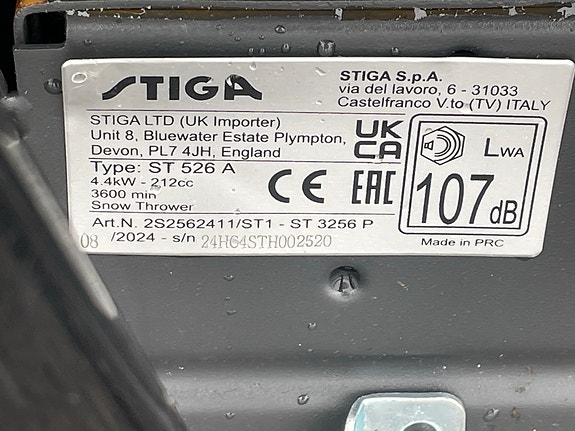 STIGA
STIGA S.p.A.
via del lavoro, 6 - 31033
Castelfranco V.to (TV) ITALY
STIGA LTD (UK Importer)
Unit 8, Bluewater Estate Plympton,
Devon, PL7 4JH, England
UK
CA
LWA
Type: ST 526 A
4.4kW - 212cc
3600 min
Snow Thrower
CE
EAC
107dB
Art.N. 2S2562411/ST1 - ST 3256 P
08 /2024 - s/n 24HG4STH002520
Made in PRC